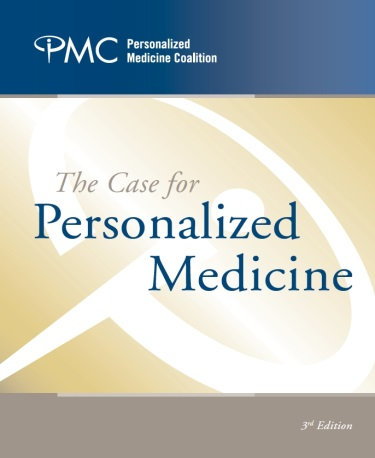 PMC
Personalized
Medicine Coalition
The Case for
Personalized
Medicine
3rd Edition